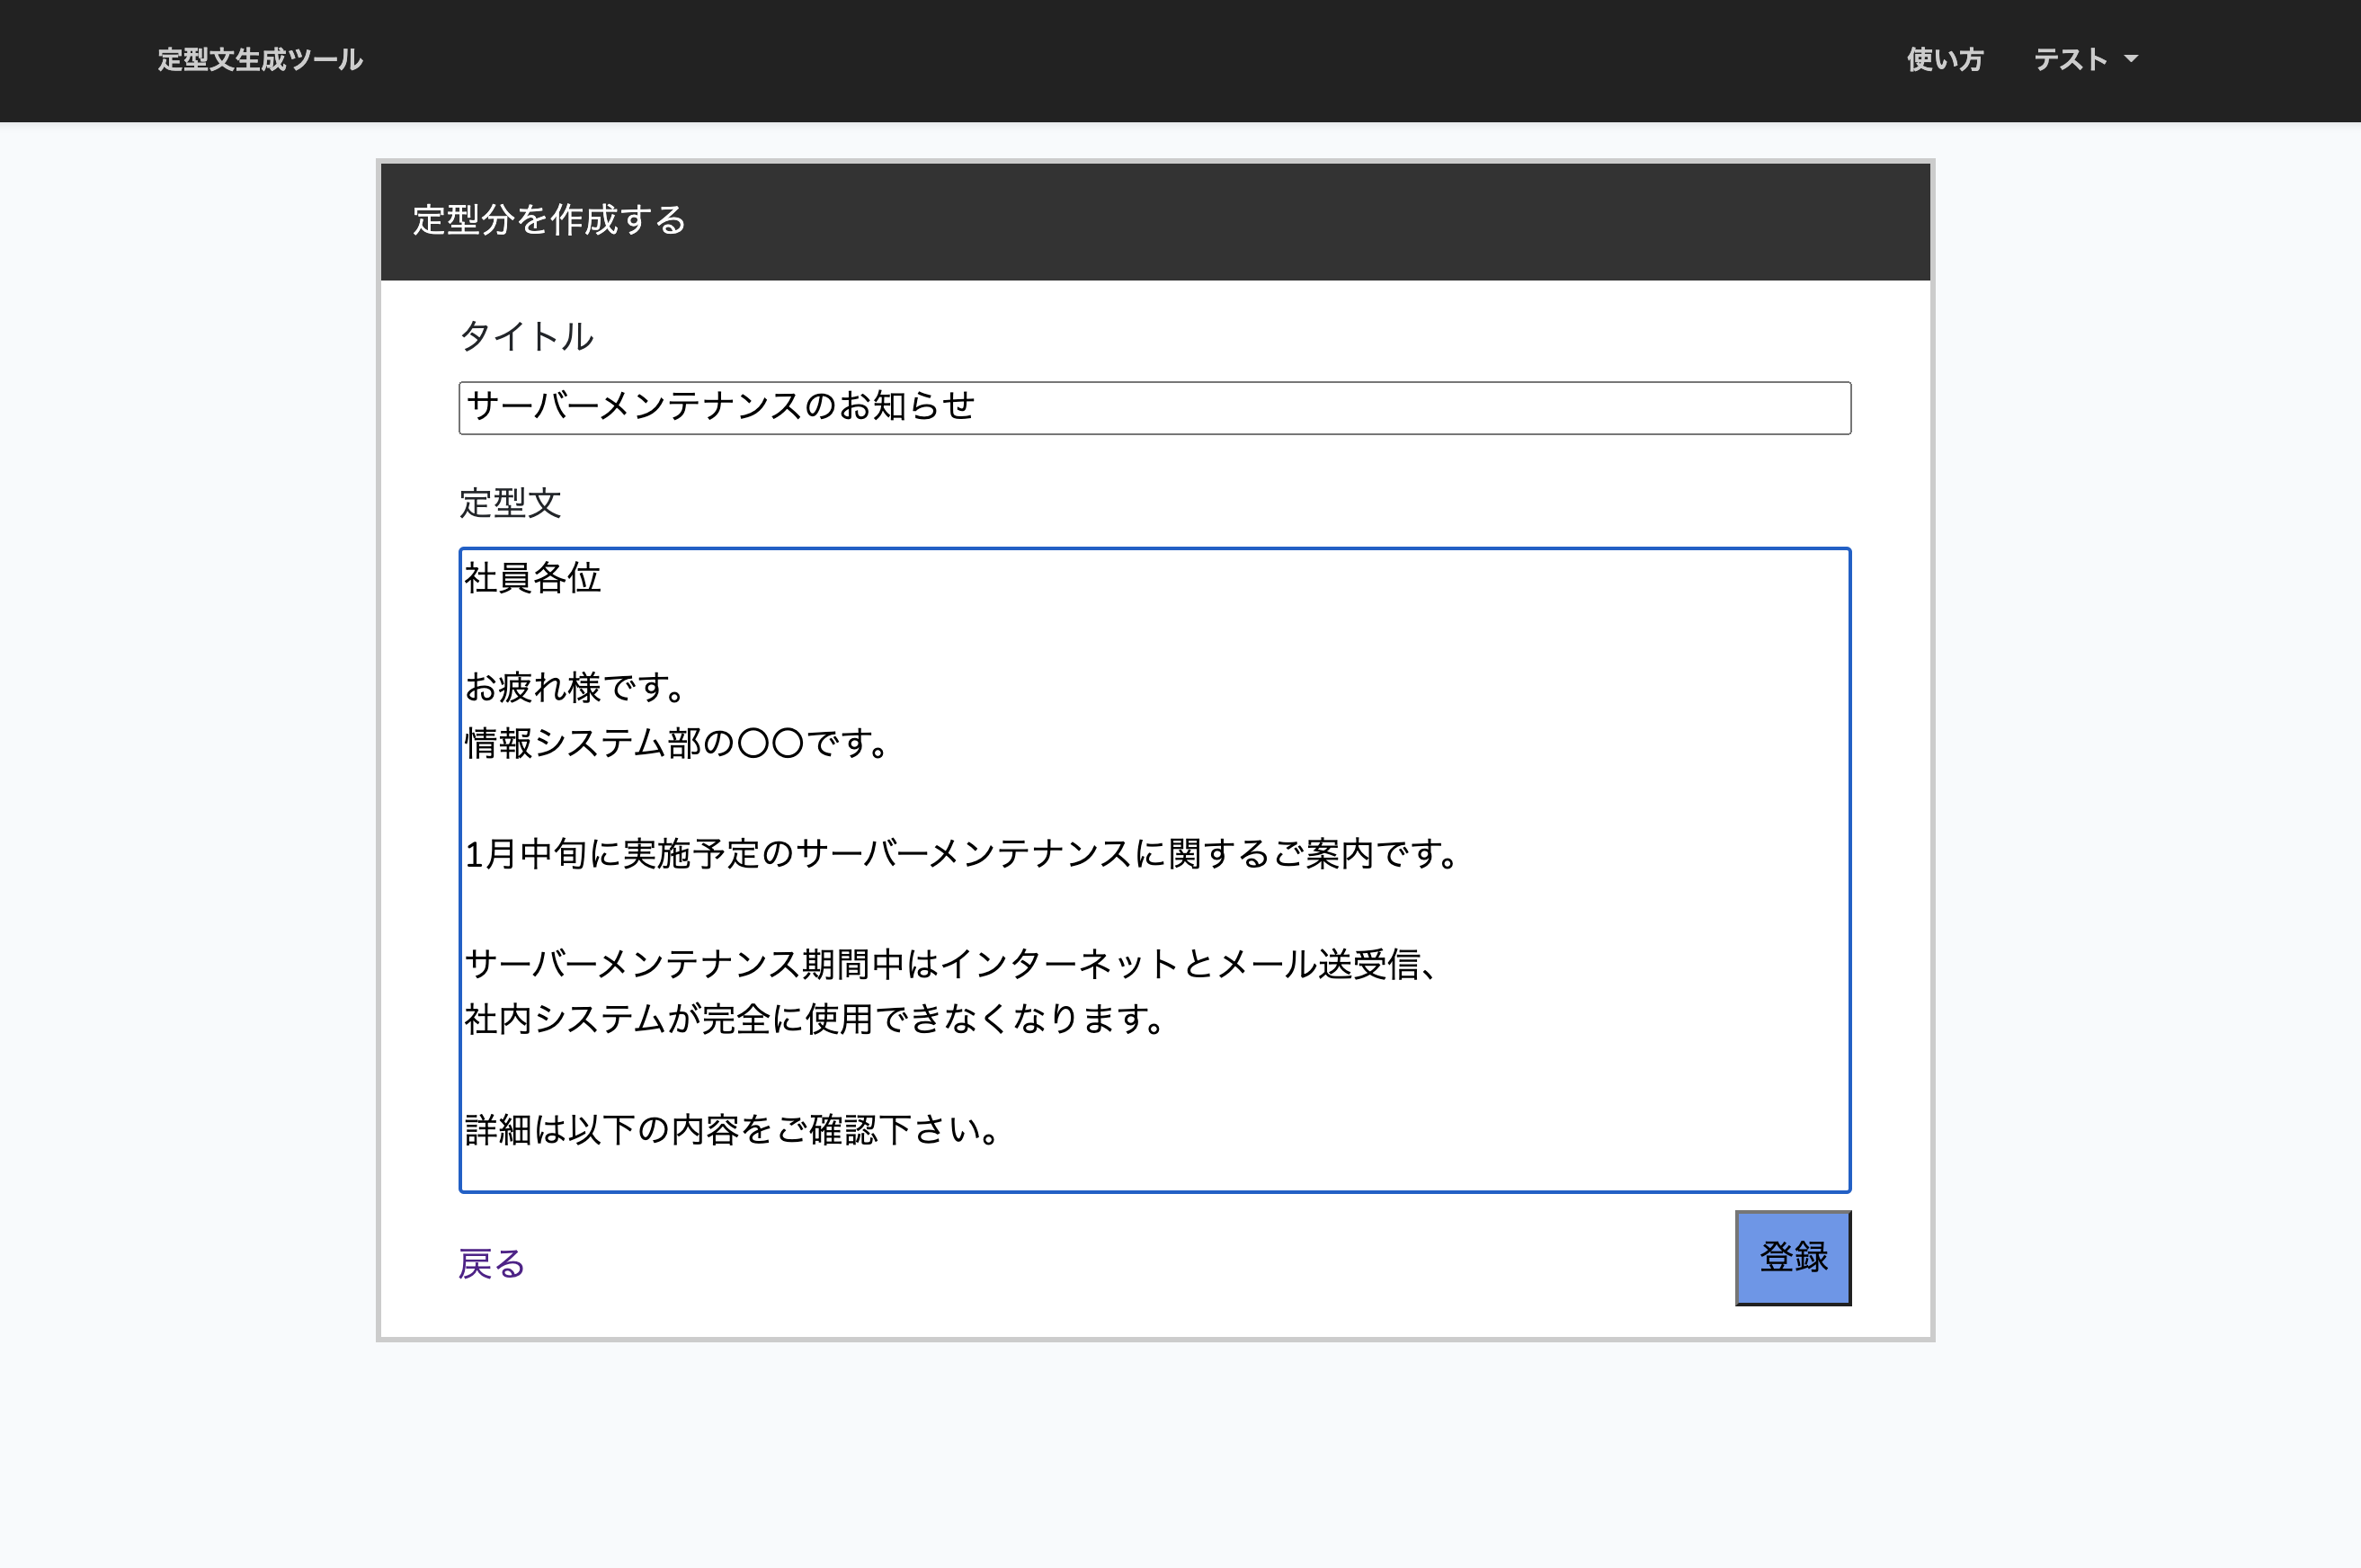 定型文生成ツール
使い方
テスト
定型分を作成する
タイトル
サーバーメンテナンスのお知らせ
定型文
社員各位
お疲れ様です。
情報システム部の〇〇です。
1月中旬に実施予定のサーバーメンテナンスに関するご案内です。
サーバーメンテナンス期間中はインターネットとメール送受信、
社内システムが完全に使用できなくなります。
詳細は以下の内容をご確認下さい。
戻る
登録